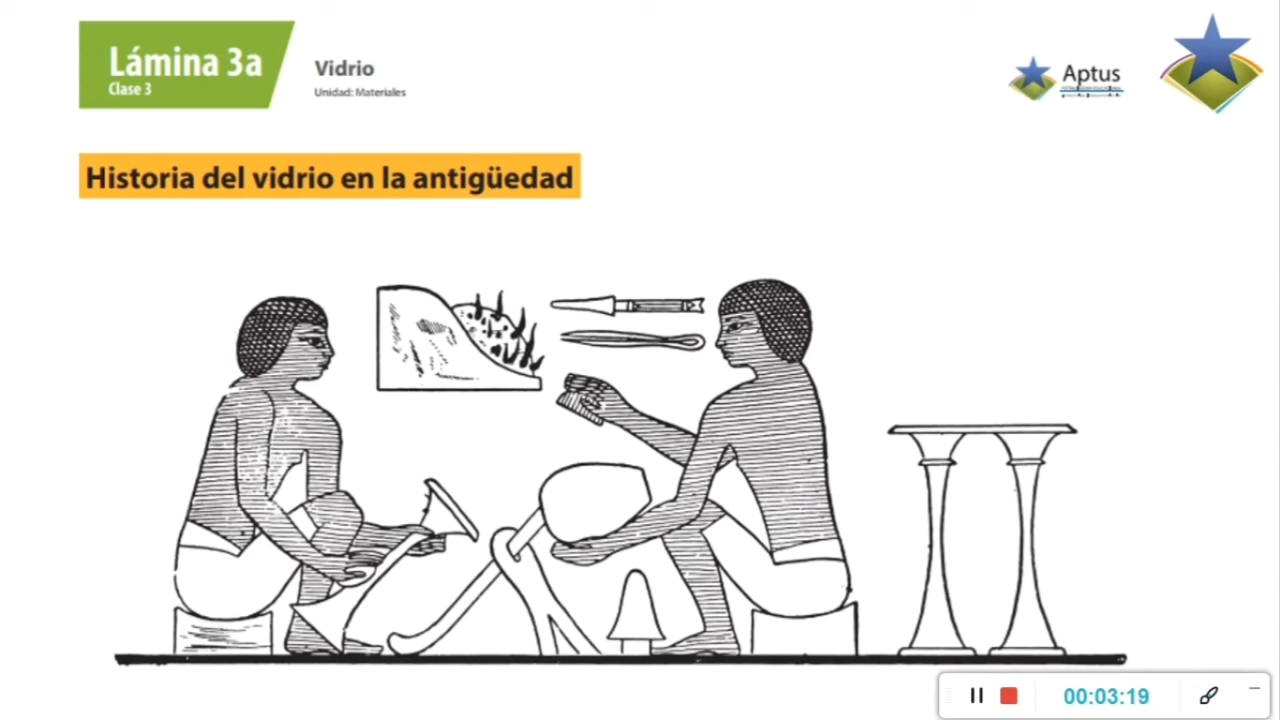 Lámina 3a
Clase 3
Vidrio
Unidad: Materiales
Aptus
Historia del vidrio en la antigüedad
00:03:19